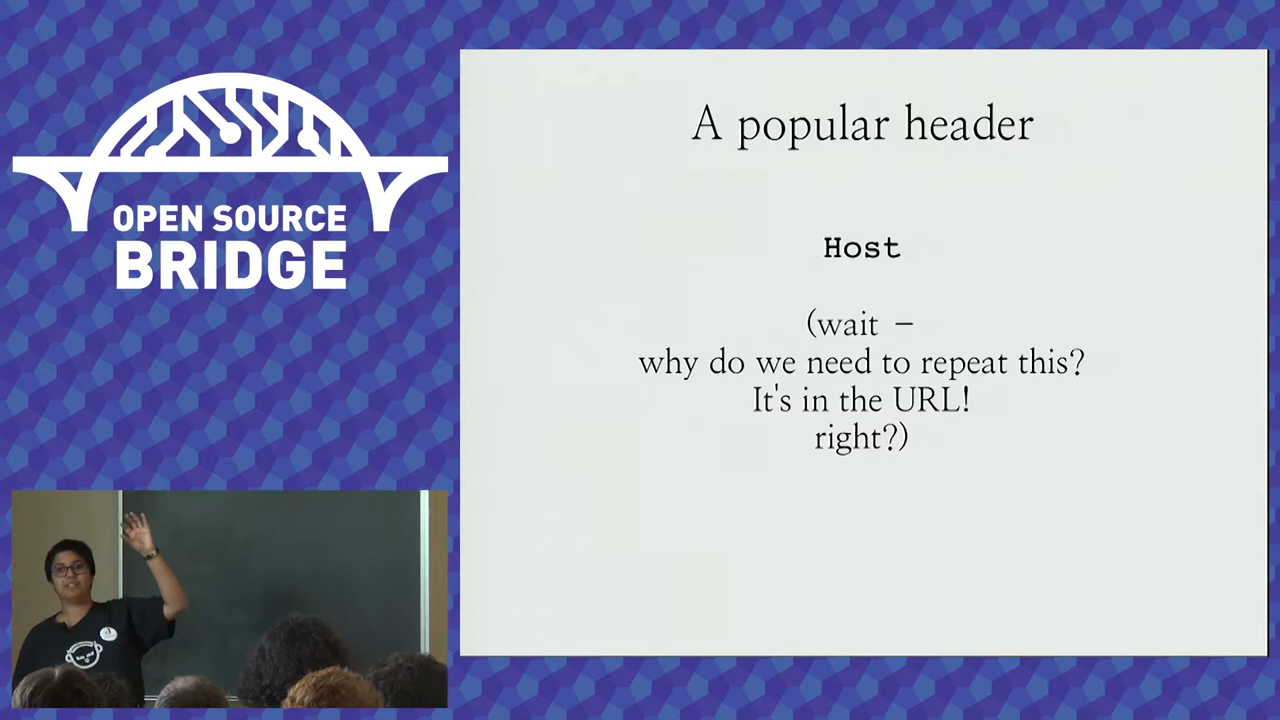 OPEN SOURCE
BRIDGE
A popular header
Host
(wait –
why do we need to repeat this?
It's in the URL!
right?)